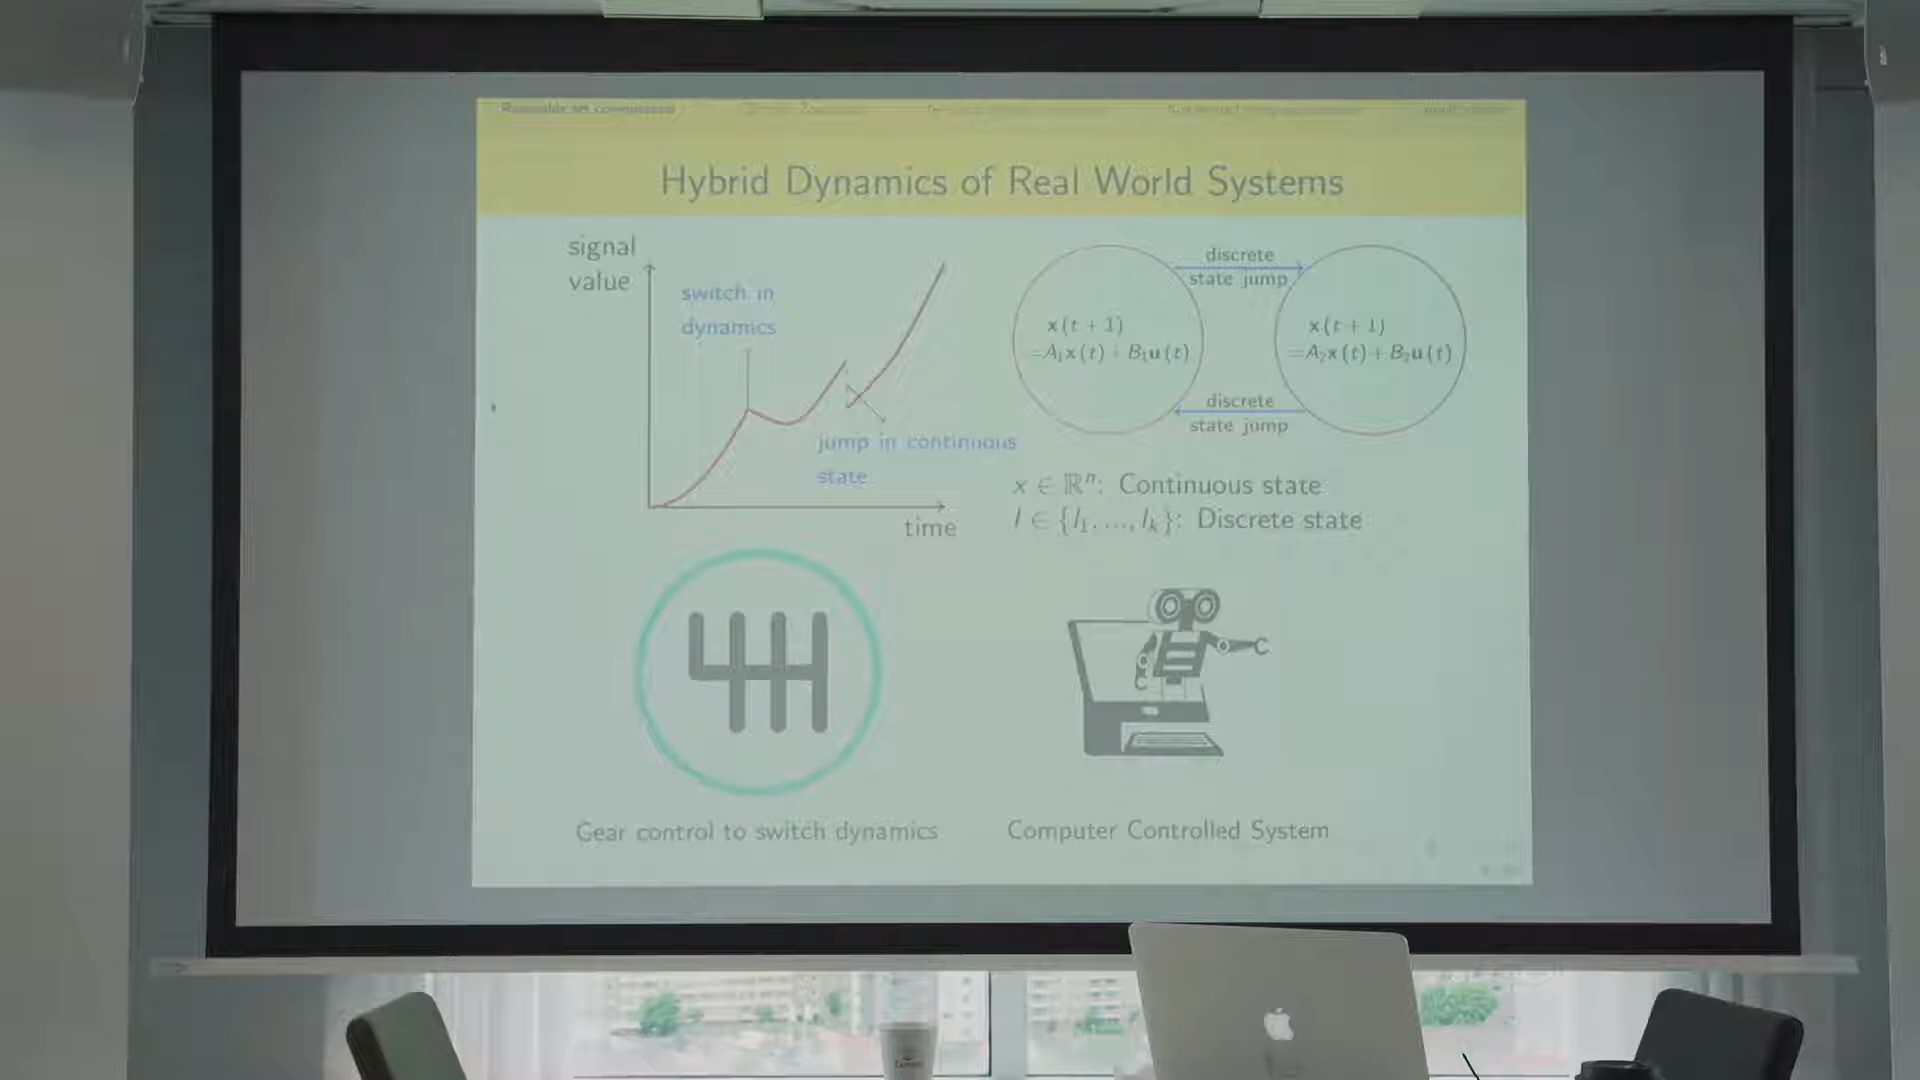 Hybrid Dynamics of Real World Systems
signal
value
switch in
dynamics
jump in continuous
state
time
discrete
state jump
x(t + 1)
=A₁x(t) + B₁u(t)
x(t + 1)
=A₂x(t) + B₂u(t)
discrete
state jump
x ∈ ℝⁿ: Continuous state
l ∈ {l₁, ..., lₖ}: Discrete state
Gear control to switch dynamics
Computer Controlled System